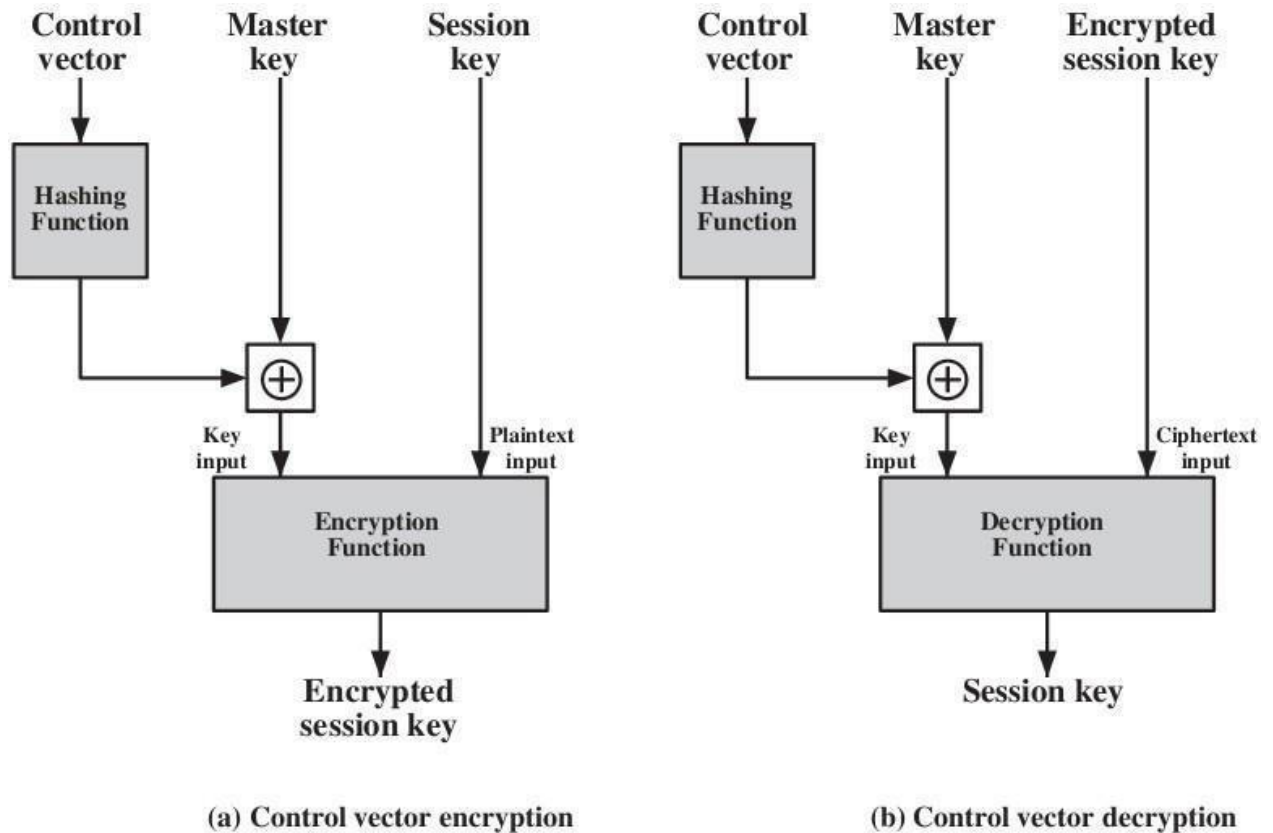 Control
vector
Master
key
Session
key
Hashing
Function
Key
input
Plaintext
input
Encryption
Function
Encrypted
session key
(a) Control vector encryption
Control
vector
Master
key
Encrypted
session key
Hashing
Function
Key
input
Ciphertext
input
Decryption
Function
Session key
(b) Control vector decryption